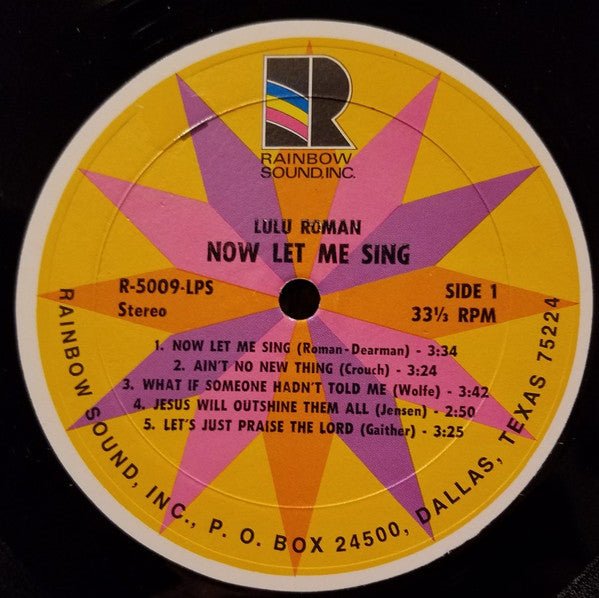 R
RAINBOW
SOUND, INC.
LULU ROMAN
NOW LET ME SING
R-5009-LPS
Stereo
SIDE 1
33⅓ RPM
1. NOW LET ME SING (Roman-Dearman) - 3:34
2. AIN'T NO NEW THING (Crouch) - 3:24
3. WHAT IF SOMEONE HADN'T TOLD ME (Wolfe) - 3:42
4. JESUS WILL OUTSHINE THEM ALL (Jensen) - 2:50
5. LET'S JUST PRAISE THE LORD (Gaither) - 3:25
RAINBOW SOUND, INC., P. O. BOX 24500, DALLAS, TEXAS 75224